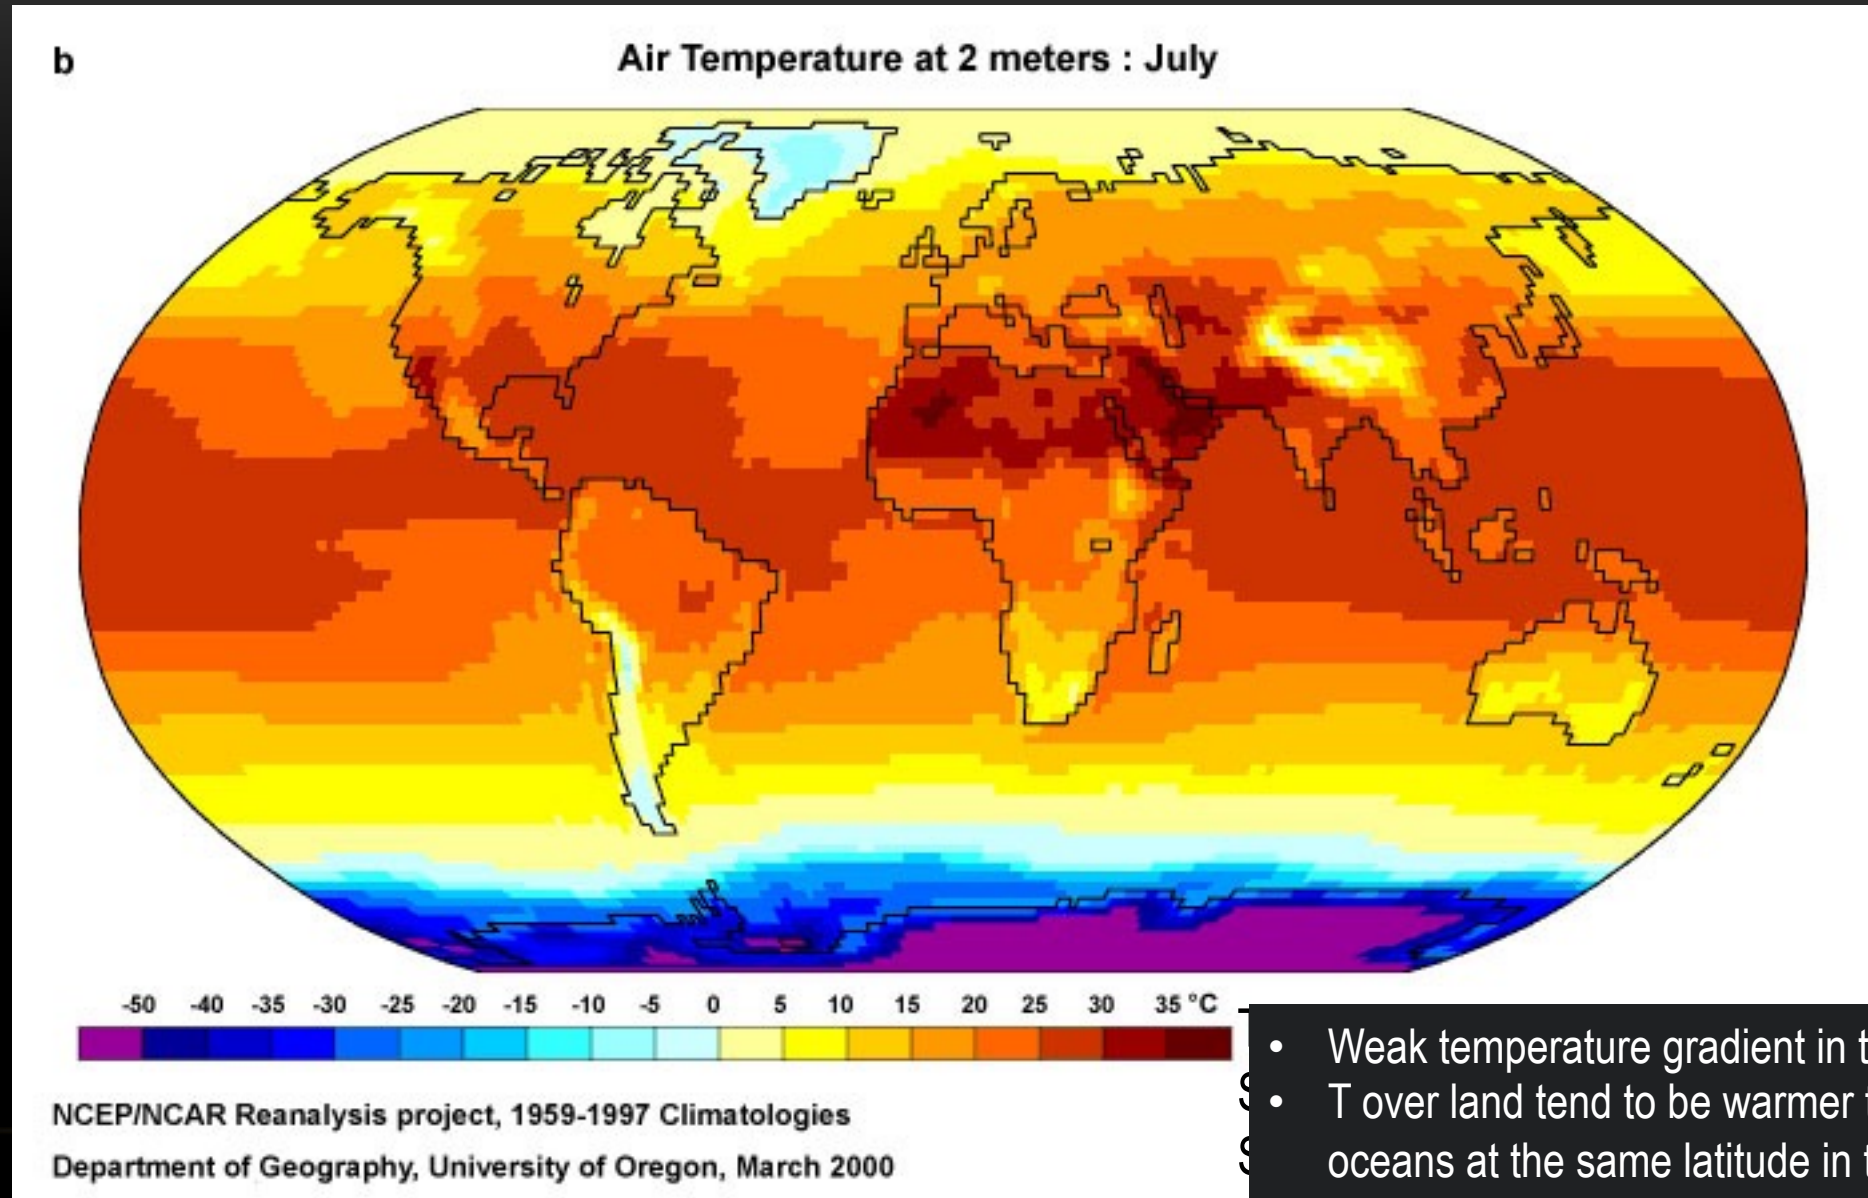 b
Air Temperature at 2 meters : July
-50 -40 -35 -30 -25 -20 -15 -10 -5 0 5 10 15 20 25 30 35 °C
NCEP/NCAR Reanalysis project, 1959-1997 Climatologies
Department of Geography, University of Oregon, March 2000
• Weak temperature gradient in
• T over land tend to be warmer
oceans at the same latitude in